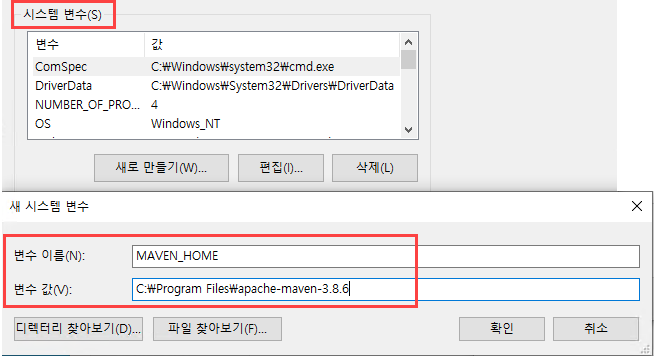 시스템 변수(S)
변수 값
ComSpec C:₩Windows₩system32₩cmd.exe
DriverData C:₩Windows₩System32₩Drivers₩DriverData
NUMBER_OF_PRO... 4
OS Windows_NT
새로 만들기(W)... 편집(I)... 삭제(L)
새 시스템 변수
변수 이름(N): MAVEN_HOME
변수 값(V): C:₩Program Files₩apache-maven-3.8.6
디렉터리 찾아보기(D)... 파일 찾아보기(F)... 확인 취소